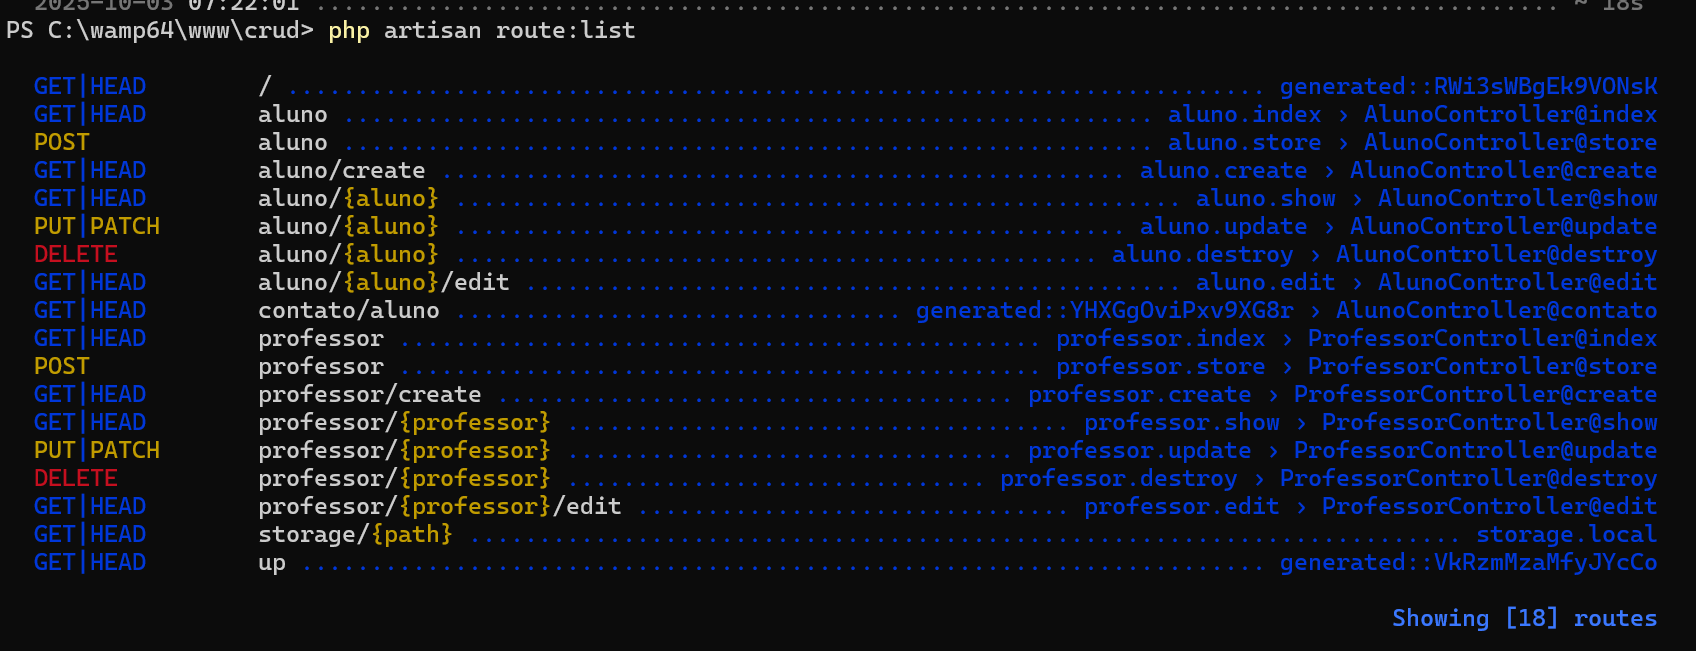 2025-10-03 07:22:01 ......................................................................................... ~ 18s
PS C:\wamp64\www\crud> php artisan route:list
GET|HEAD / ...................................................................... generated::RWi3sWBgEk9VONsK
GET|HEAD aluno .......................................................... aluno.index › AlunoController@index
POST aluno .......................................................... aluno.store › AlunoController@store
GET|HEAD aluno/create ................................................. aluno.create › AlunoController@create
GET|HEAD aluno/{aluno} .................................................... aluno.show › AlunoController@show
PUT|PATCH aluno/{aluno} ................................................ aluno.update › AlunoController@update
DELETE aluno/{aluno} .............................................. aluno.destroy › AlunoController@destroy
GET|HEAD aluno/{aluno}/edit ............................................... aluno.edit › AlunoController@edit
GET|HEAD contato/aluno ................................ generated::YHXGgOviPxv9XG8r › AlunoController@contato
GET|HEAD professor .............................................. professor.index › ProfessorController@index
POST professor .............................................. professor.store › ProfessorController@store
GET|HEAD professor/create ..................................... professor.create › ProfessorController@create
GET|HEAD professor/{professor} .................................... professor.show › ProfessorController@show
PUT|PATCH professor/{professor} ................................ professor.update › ProfessorController@update
DELETE professor/{professor} .............................. professor.destroy › ProfessorController@destroy
GET|HEAD professor/{professor}/edit ............................... professor.edit › ProfessorController@edit
GET|HEAD storage/{path} ....................................................................... storage.local
GET|HEAD up ..................................................................... generated::VkRzmMzaMfyJYcCo
Showing [18] routes